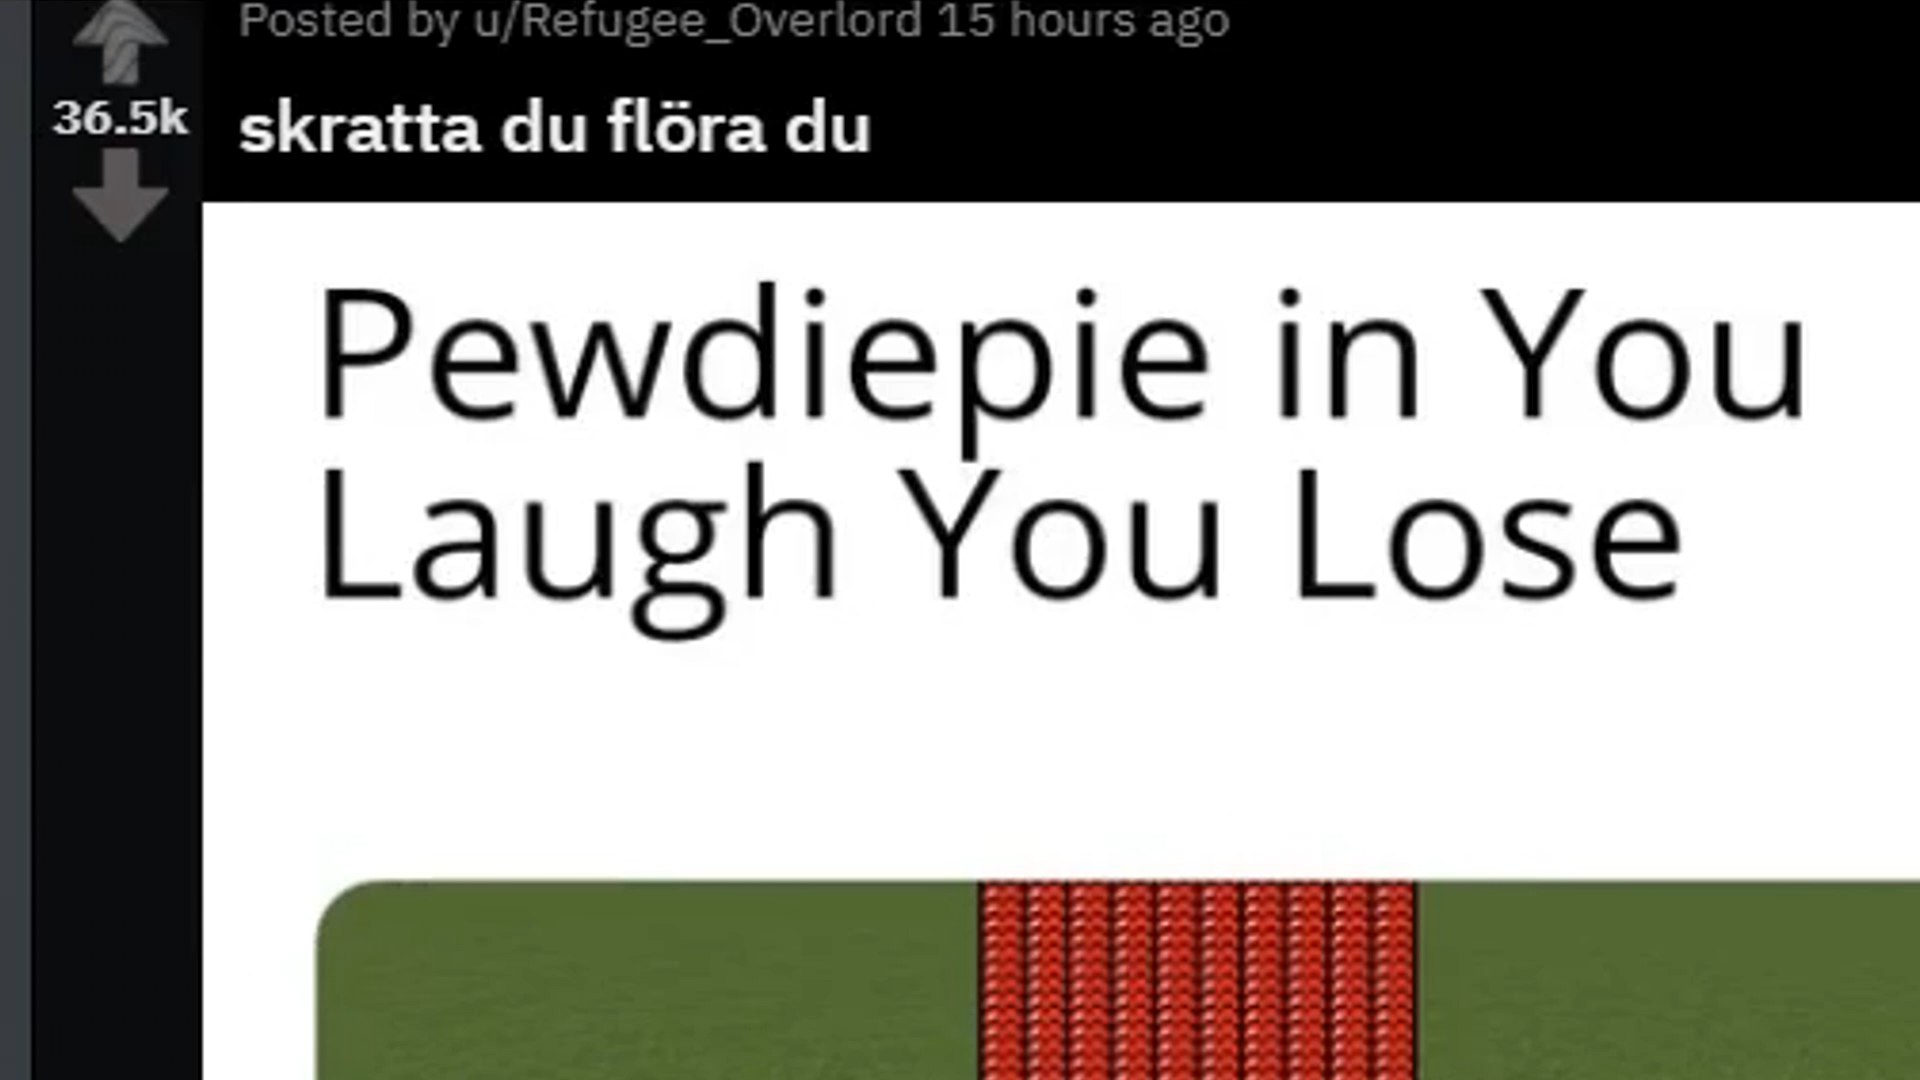 Posted by u/Refugee_Overlord 15 hours ago
36.5k
skratta du flöra du
Pewdiepie in You
Laugh You Lose